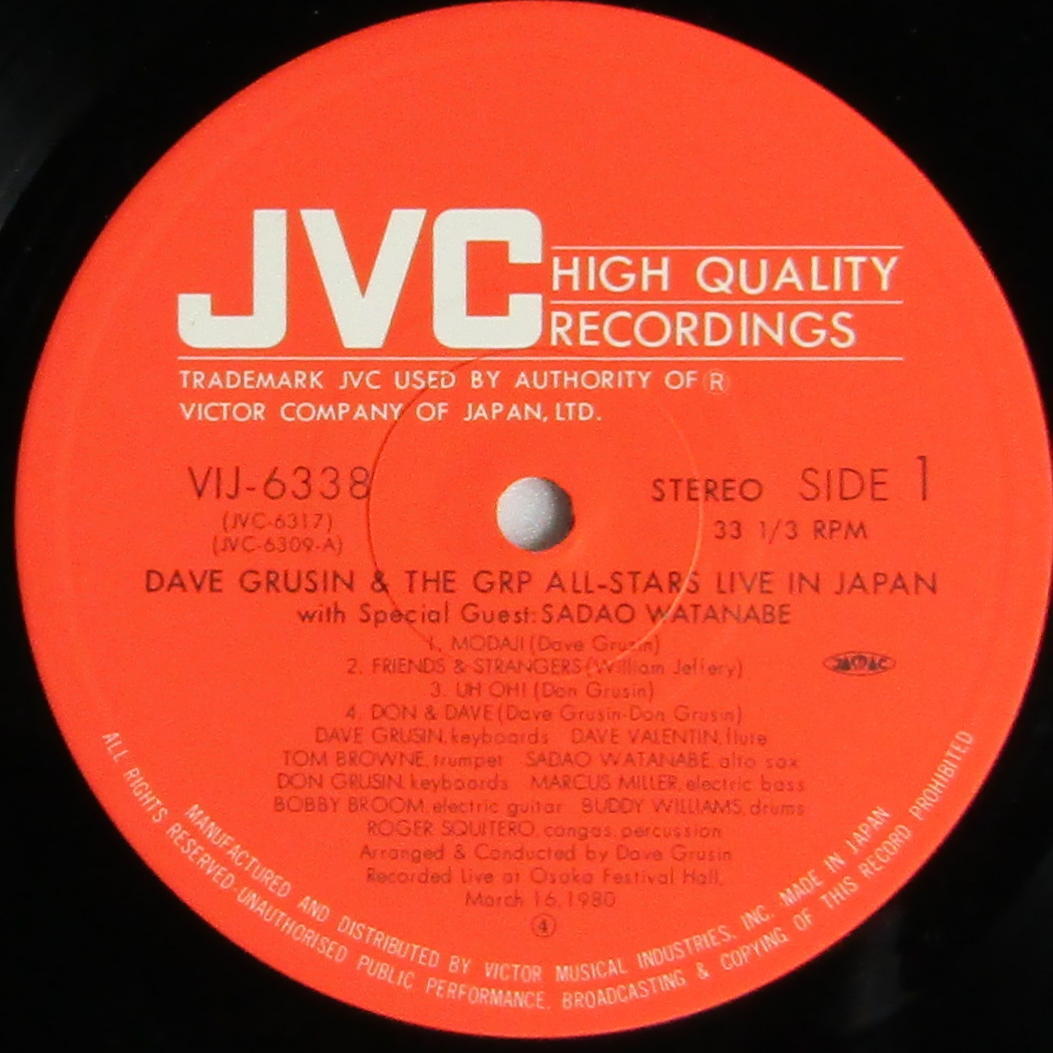 JVC HIGH QUALITY
RECORDINGS
TRADEMARK JVC USED BY AUTHORITY OF ®
VICTOR COMPANY OF JAPAN, LTD.
VIJ-6338
(JVC-6317)
(JVC-6309-A)
STEREO SIDE 1
33 1/3 RPM
DAVE GRUSIN & THE GRP ALL-STARS LIVE IN JAPAN
with Special Guest: SADAO WATANABE
1. MODAJI (Dave Grusin)
2. FRIENDS & STRANGERS (William Jeffery)
3. UH OH! (Don Grusin)
4. DON & DAVE (Dave Grusin-Don Grusin)
JASRAC
DAVE GRUSIN, keyboards DAVE VALENTIN, flute
TOM BROWNE, trumpet SADAO WATANABE, alto sax
DON GRUSIN, keyboards MARCUS MILLER, electric bass
BOBBY BROOM, electric guitar BUDDY WILLIAMS, drums
ROGER SQUITERO, congas, percussion
Arranged & Conducted by Dave Grusin
Recorded Live at Osaka Festival Hall,
March 16, 1980
④
MANUFACTURED AND DISTRIBUTED BY VICTOR MUSICAL INDUSTRIES, INC. MADE IN JAPAN
ALL RIGHTS RESERVED-UNAUTHORISED PUBLIC PERFORMANCE, BROADCASTING & COPYING OF THIS RECORD PROHIBITED